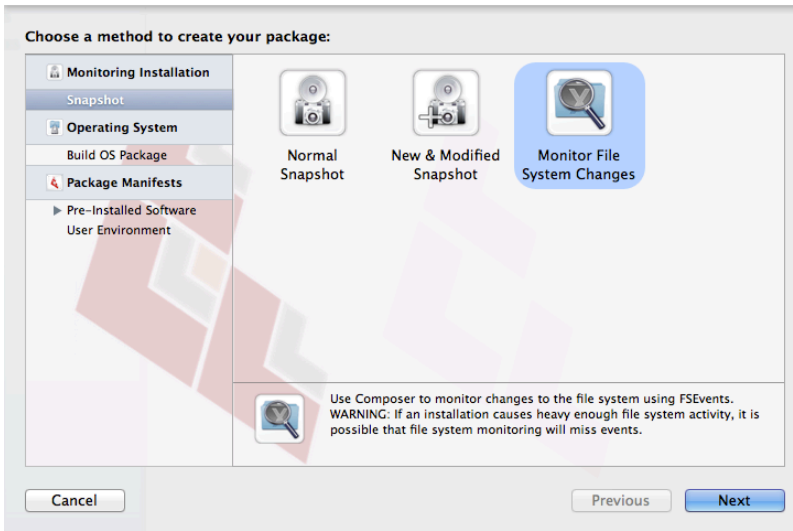 Choose a method to create your package:
Monitoring Installation
Snapshot
Operating System
Build OS Package
Package Manifests
Pre-Installed Software
User Environment
Normal
Snapshot
New & Modified
Snapshot
Monitor File
System Changes
Use Composer to monitor changes to the file system using FSEvents.
WARNING: If an installation causes heavy enough file system activity, it is
possible that file system monitoring will miss events.
Cancel
Previous
Next